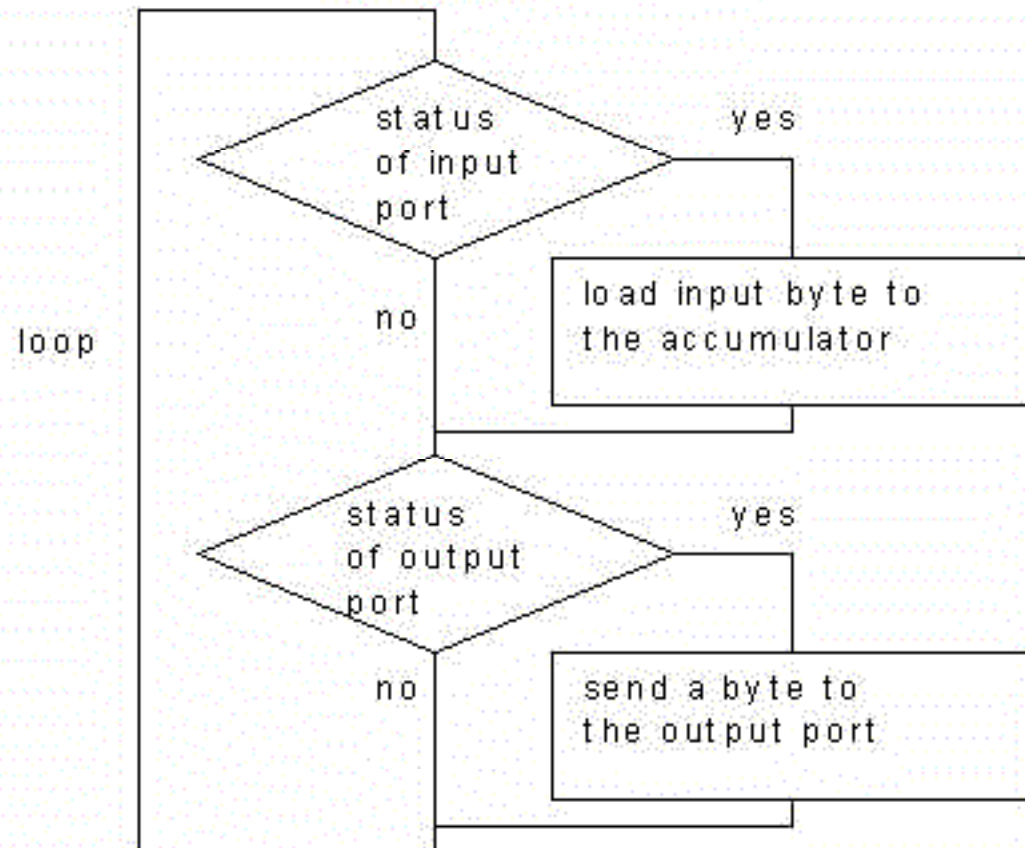 status
of input
port
yes
no
load input byte to
the accumulator
loop
status
of output
port
yes
no
send a byte to
the output port